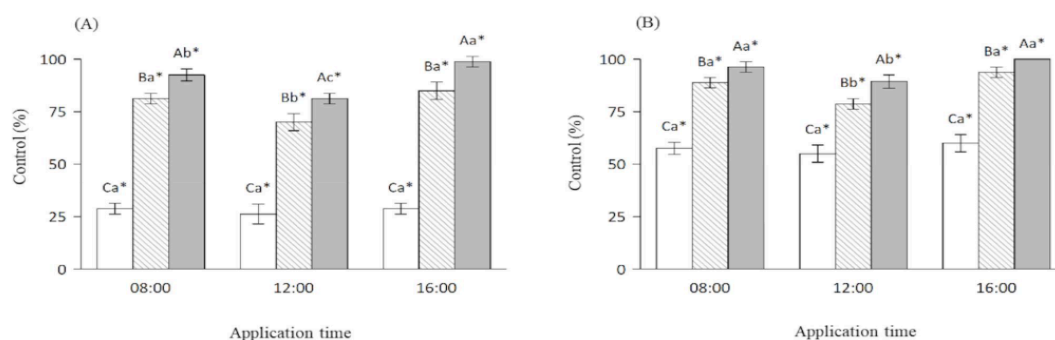 (A)
Control (%)
100
75
50
25
0
Ca*
Ba*
Ab*
Ca*
Bb*
Ac*
Ca*
Ba*
Aa*
08:00
12:00
16:00
Application time
(B)
Control (%)
100
75
50
25
0
Ca*
Ba*
Aa*
Ca*
Bb*
Ab*
Ca*
Ba*
Aa*
08:00
12:00
16:00
Application time